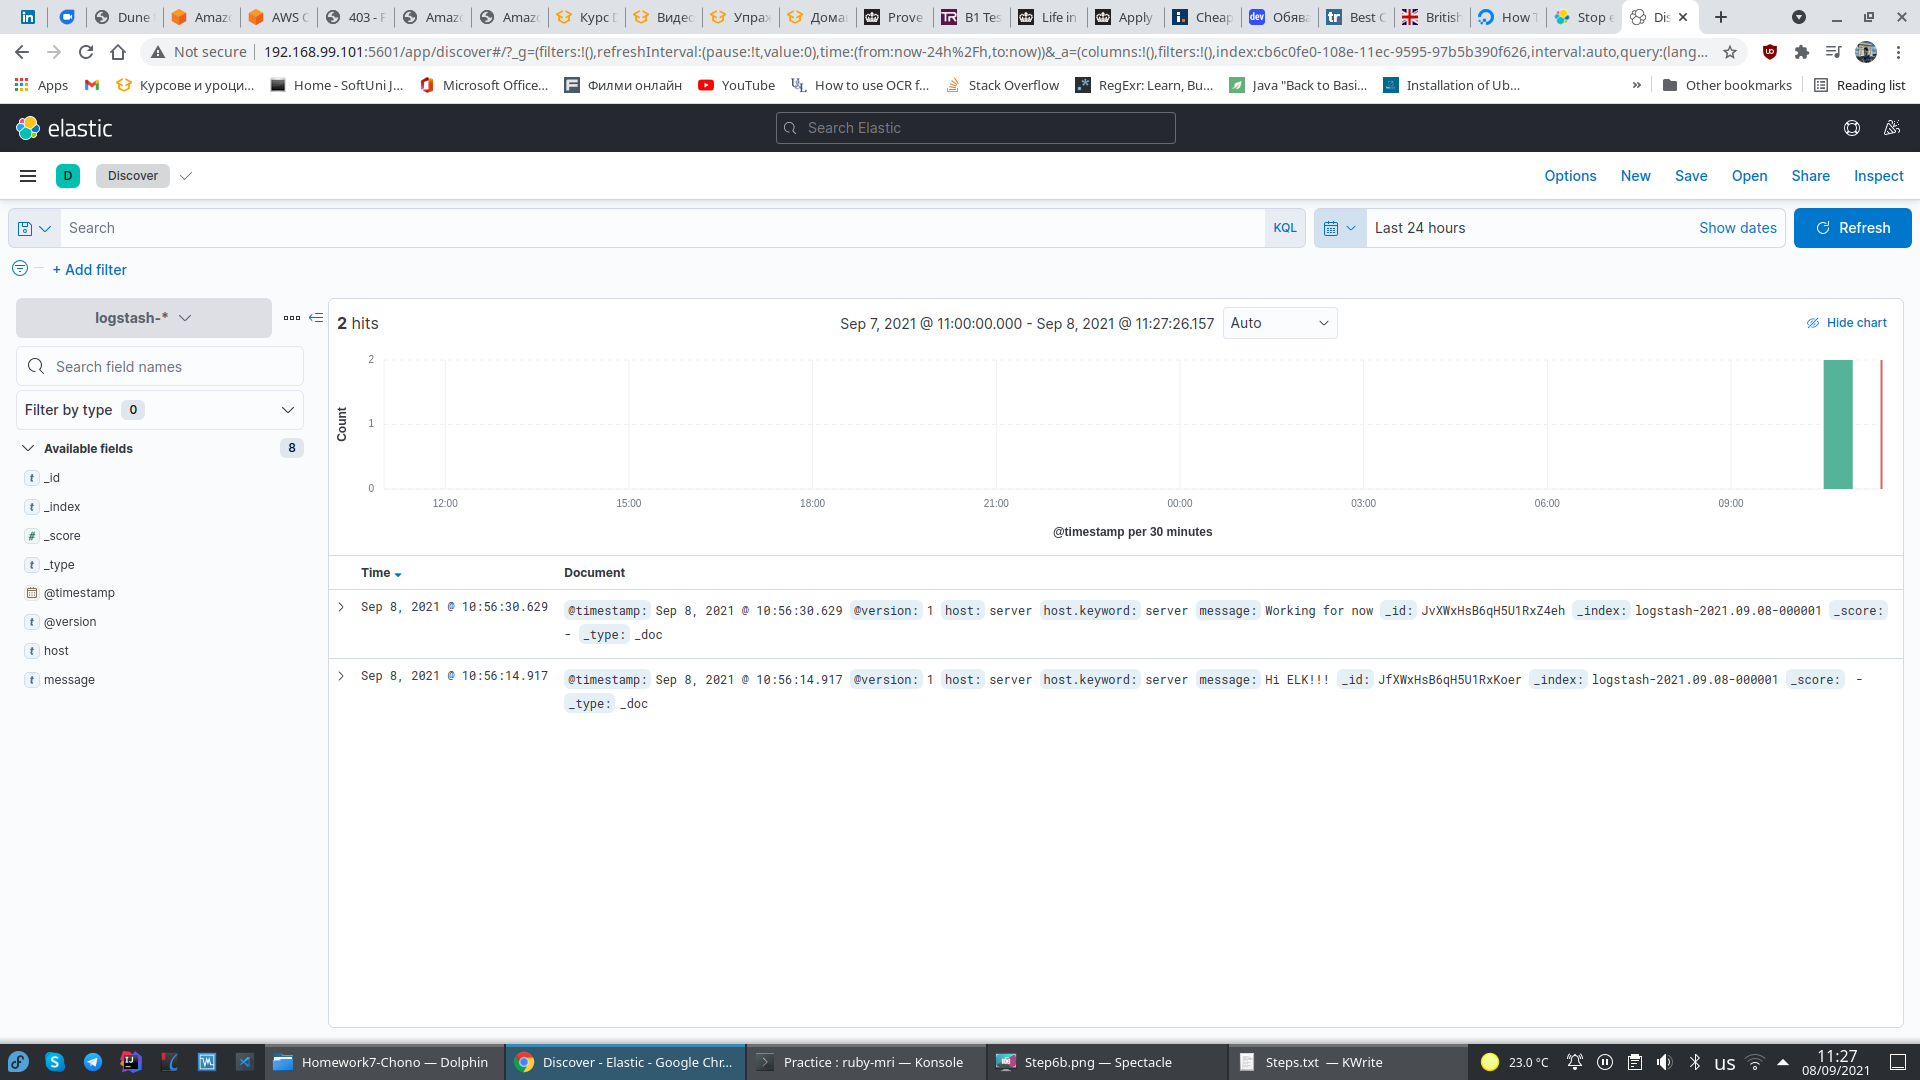 Dune
Amazo
AWS C
403 - F
Amazo
Amazo
Курс D
Видео
Упраж
Дома
Prove
B1 Tes
Life in
Apply
Cheap
Обява
Best C
British
How T
Stop e
Dis
Not secure
192.168.99.101:5601/app/discover#/?_g=(filters:!(),refreshInterval:(pause:!t,value:0),time:(from:now-24h%2Fh,to:now))&_a=(columns:!(),filters:!(),index:cb6c0fe0-108e-11ec-9595-97b5b390f626,interval:auto,query:(lang...
Apps
Курсове и уроци...
Home - SoftUni J...
Microsoft Office...
Филми онлайн
YouTube
How to use OCR f...
Stack Overflow
RegExr: Learn, Bu...
Java "Back to Basi...
Installation of Ub...
»
Other bookmarks
Reading list
elastic
Search Elastic
D
Discover
Options
New
Save
Open
Share
Inspect
Search
KQL
Last 24 hours
Show dates
Refresh
+ Add filter
logstash-*
Search field names
Filter by type 0
Available fields 8
t _id
t _index
# _score
t _type
@timestamp
t @version
t host
t message
2 hits
Sep 7, 2021 @ 11:00:00.000 - Sep 8, 2021 @ 11:27:26.157
Auto
Hide chart
2
1
0
Count
12:00 15:00 18:00 21:00 00:00 03:00 06:00 09:00
@timestamp per 30 minutes
Time Document
Sep 8, 2021 @ 10:56:30.629 @timestamp: Sep 8, 2021 @ 10:56:30.629 @version: 1 host: server host.keyword: server message: Working for now _id: JvXWxHsB6qH5U1RxZ4eh _index: logstash-2021.09.08-000001 _score:
- _type: _doc
Sep 8, 2021 @ 10:56:14.917 @timestamp: Sep 8, 2021 @ 10:56:14.917 @version: 1 host: server host.keyword: server message: Hi ELK!!! _id: JfXWxHsB6qH5U1RxKoer _index: logstash-2021.09.08-000001 _score: -
_type: _doc
Homework7-Chono — Dolphin
Discover - Elastic - Google Chr...
Practice : ruby-mri — Konsole
Step6b.png — Spectacle
Steps.txt — KWrite
23.0 °C
us
11:27
08/09/2021